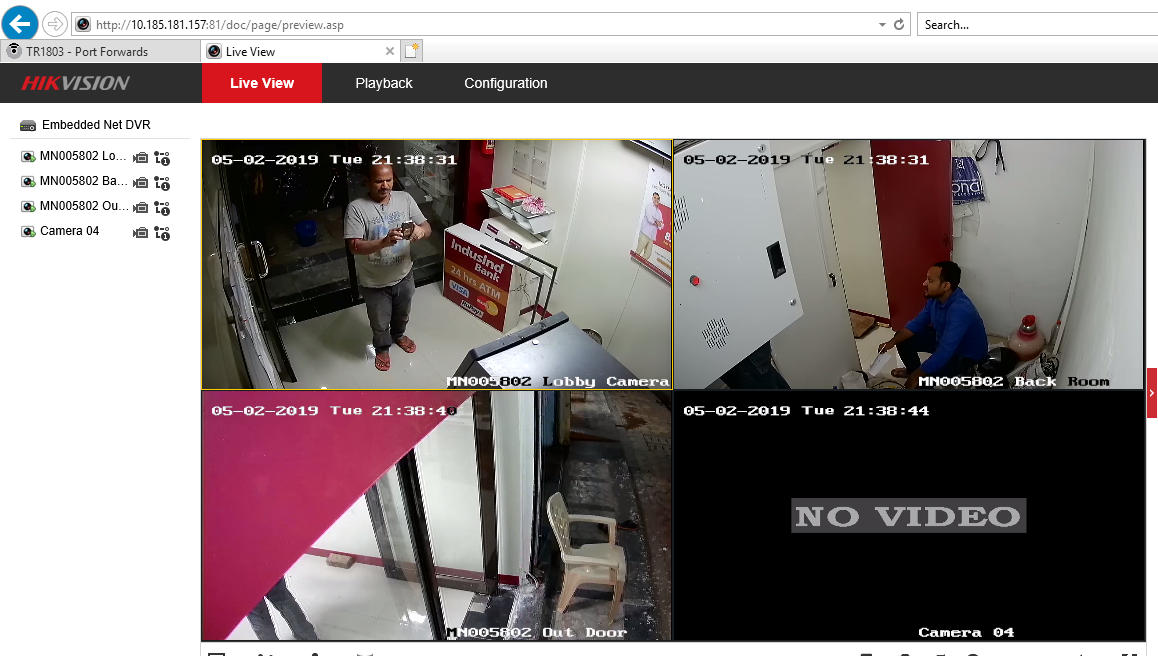 http://10.185.181.157:81/doc/page/preview.asp
Search...
TR1803 - Port Forwards
Live View
HIKVISION
Live View
Playback
Configuration
Embedded Net DVR
MN005802 Lo...
MN005802 Ba...
MN005802 Ou...
Camera 04
05-02-2019 Tue 21:38:31
IndusInd
Bank
24 hrs ATM
VISA
RuPay
MN005802 Lobby Camera
05-02-2019 Tue 21:38:31
MN005802 Back Room
05-02-2019 Tue 21:38:4
MN005802 Out Door
05-02-2019 Tue 21:38:44
NO VIDEO
Camera 04